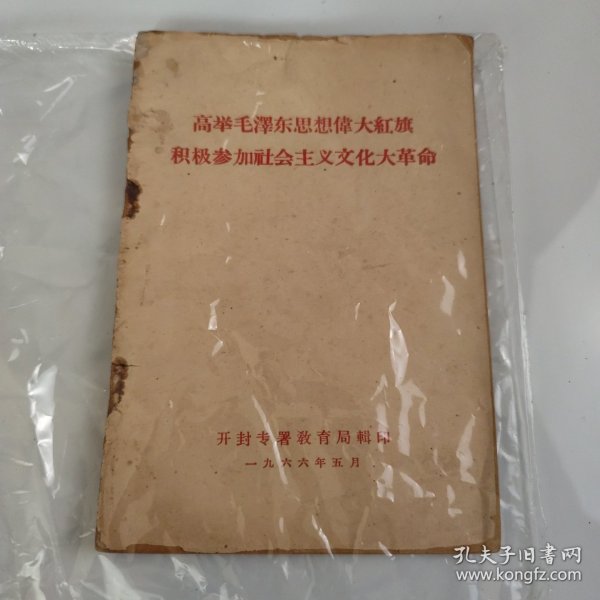 高举毛澤东思想偉大紅旗
积极参加社会主义文化大革命
开封专署敎育局輯印
一九六六年五月
孔夫子旧书网
www.kongfz.com